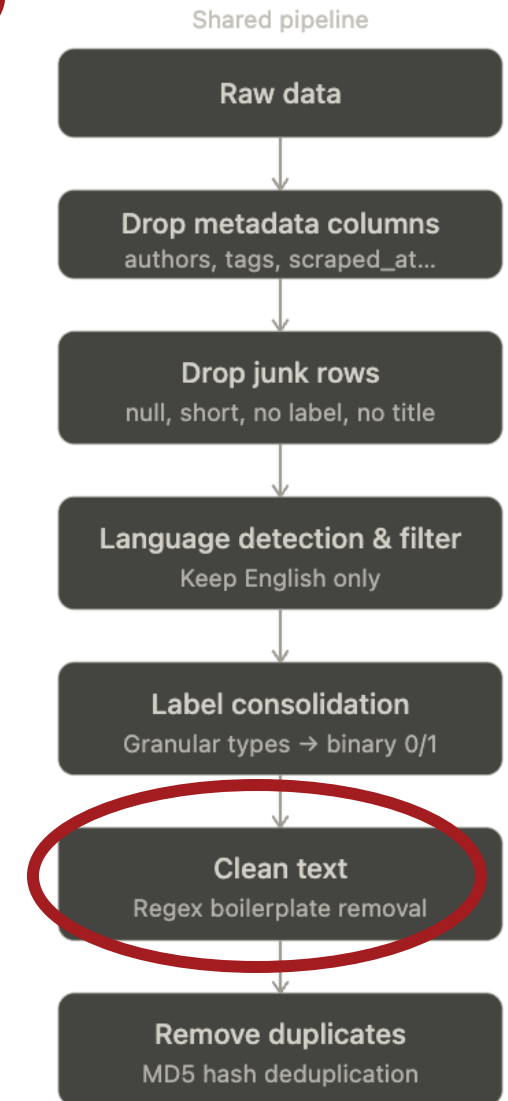 Shared pipeline
Raw data
Drop metadata columns
authors, tags, scraped_at...
Drop junk rows
null, short, no label, no title
Language detection & filter
Keep English only
Label consolidation
Granular types → binary 0/1
Clean text
Regex boilerplate removal
Remove duplicates
MD5 hash deduplication